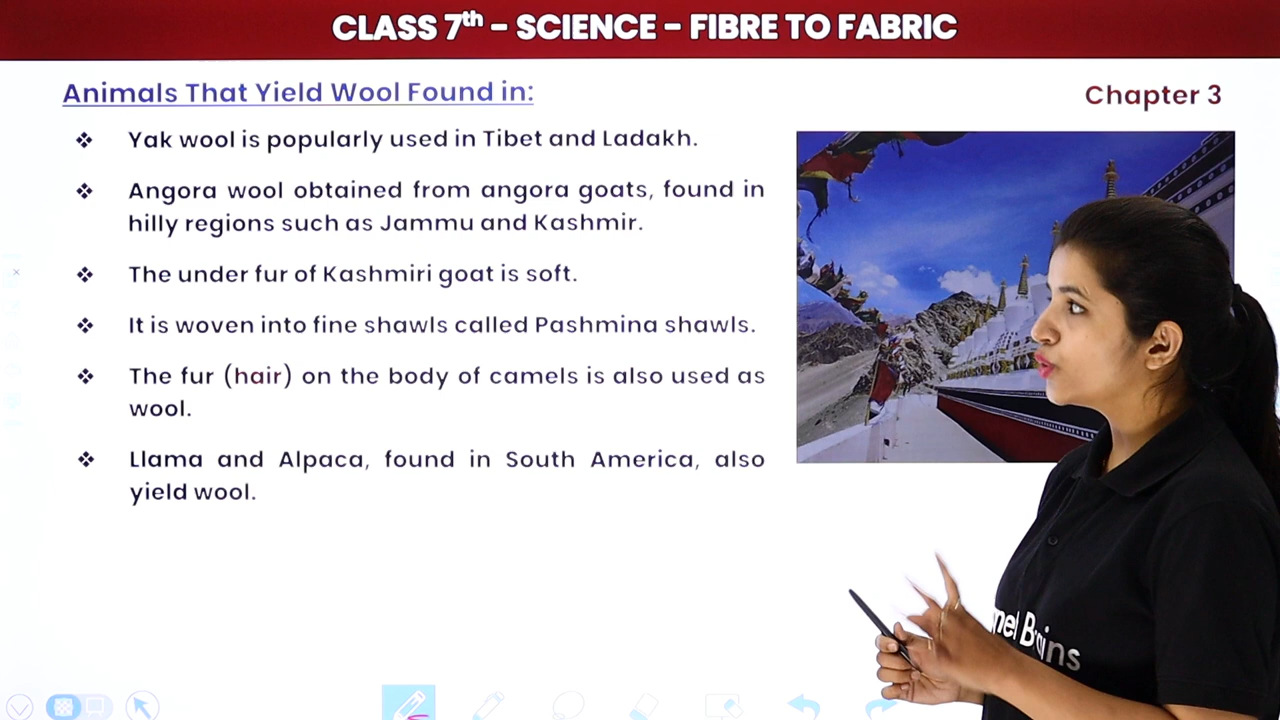 CLASS 7th - SCIENCE - FIBRE TO FABRIC
Animals That Yield Wool Found in:
Chapter 3
❖ Yak wool is popularly used in Tibet and Ladakh.
❖ Angora wool obtained from angora goats, found in
hilly regions such as Jammu and Kashmir.
❖ The under fur of Kashmiri goat is soft.
❖ It is woven into fine shawls called Pashmina shawls.
❖ The fur (hair) on the body of camels is also used as
wool.
❖ Llama and Alpaca, found in South America, also
yield wool.